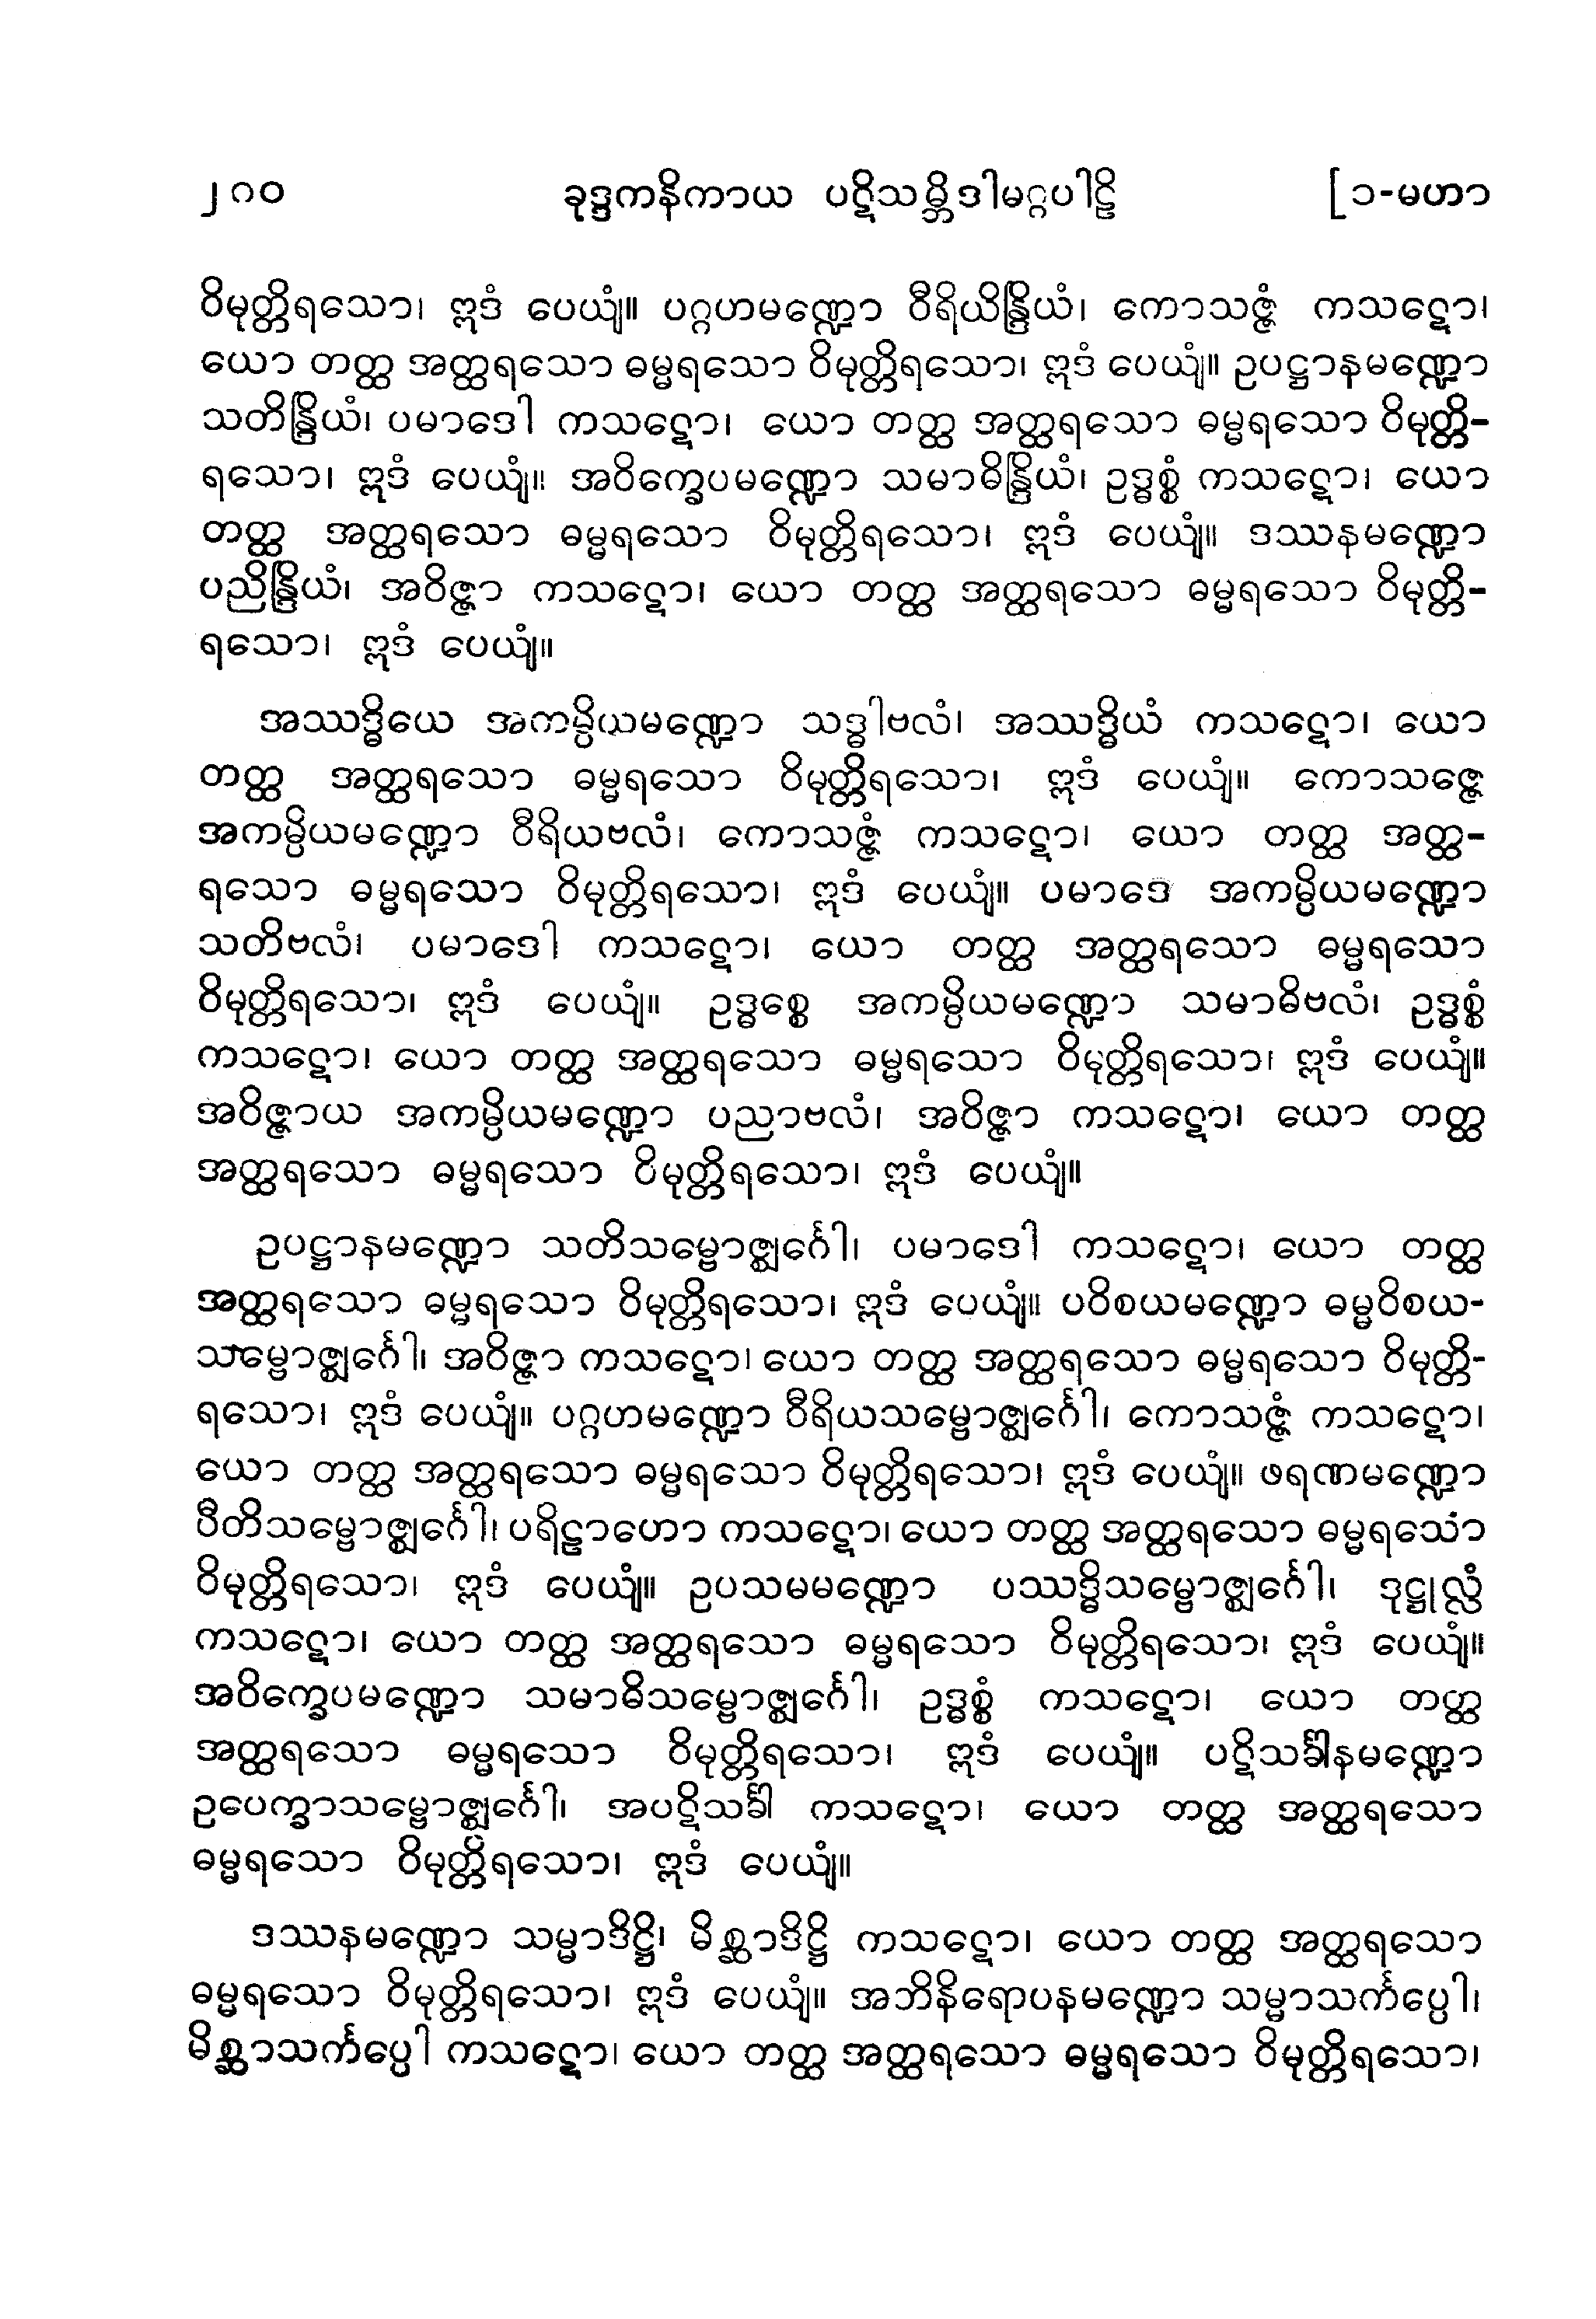 ၂၈၀ ခုဒ္ဒကနိကာယ ပဋိသမ္ဘိဒါမဂ္ဂပါဠိ [၁-မဟာ
ဝိမုတ္တိရသော၊ ဣဒံ ပေယျံ။ ပဂ္ဂဟမဏ္ဍော ဝီရိယိန္ဒြိယံ၊ ကောသဇ္ဇံ ကသဋော၊
ယော တတ္ထ အတ္ထရသော ဓမ္မရသော ဝိမုတ္တိရသော၊ ဣဒံ ပေယျံ။ ဥပဋ္ဌာနမဏ္ဍော
သတိန္ဒြိယံ၊ ပမာဒေါ ကသဋော၊ ယော တတ္ထ အတ္ထရသော ဓမ္မရသော ဝိမုတ္တိ-
ရသော၊ ဣဒံ ပေယျံ။ အဝိက္ခေပမဏ္ဍော သမာဓိန္ဒြိယံ၊ ဥဒ္ဓစ္စံ ကသဋော၊ ယော
တတ္ထ အတ္ထရသော ဓမ္မရသော ဝိမုတ္တိရသော၊ ဣဒံ ပေယျံ။ ဒဿနမဏ္ဍော
ပညိန္ဒြိယံ၊ အဝိဇ္ဇာ ကသဋော၊ ယော တတ္ထ အတ္ထရသော ဓမ္မရသော ဝိမုတ္တိ-
ရသော၊ ဣဒံ ပေယျံ။
အဿဒ္ဓိယေ အကမ္ပိယမဏ္ဍော သဒ္ဓါဗလံ၊ အဿဒ္ဓိယံ ကသဋော၊ ယော
တတ္ထ အတ္ထရသော ဓမ္မရသော ဝိမုတ္တိရသော၊ ဣဒံ ပေယျံ။ ကောသဇ္ဇေ
အကမ္ပိယမဏ္ဍော ဝီရိယဗလံ၊ ကောသဇ္ဇံ ကသဋော၊ ယော တတ္ထ အတ္ထ-
ရသော ဓမ္မရသော ဝိမုတ္တိရသော၊ ဣဒံ ပေယျံ။ ပမာဒေ အကမ္ပိယမဏ္ဍော
သတိဗလံ၊ ပမာဒေါ ကသဋော၊ ယော တတ္ထ အတ္ထရသော ဓမ္မရသော
ဝိမုတ္တိရသော၊ ဣဒံ ပေယျံ။ ဥဒ္ဓစ္စေ အကမ္ပိယမဏ္ဍော သမာဓိဗလံ၊ ဥဒ္ဓစ္စံ
ကသဋော၊ ယော တတ္ထ အတ္ထရသော ဓမ္မရသော ဝိမုတ္တိရသော၊ ဣဒံ ပေယျံ။
အဝိဇ္ဇာယ အကမ္ပိယမဏ္ဍော ပညာဗလံ၊ အဝိဇ္ဇာ ကသဋော၊ ယော တတ္ထ
အတ္ထရသော ဓမ္မရသော ဝိမုတ္တိရသော၊ ဣဒံ ပေယျံ။
ဥပဋ္ဌာနမဏ္ဍော သတိသမ္ဗောဇ္ဈင်္ဂေါ၊ ပမာဒေါ ကသဋော၊ ယော တတ္ထ
အတ္ထရသော ဓမ္မရသော ဝိမုတ္တိရသော၊ ဣဒံ ပေယျံ။ ပဝိစယမဏ္ဍော ဓမ္မဝိစယ-
သမ္ဗောဇ္ဈင်္ဂေါ၊ အဝိဇ္ဇာ ကသဋော၊ ယော တတ္ထ အတ္ထရသော ဓမ္မရသော ဝိမုတ္တိ-
ရသော၊ ဣဒံ ပေယျံ။ ပဂ္ဂဟမဏ္ဍော ဝီရိယသမ္ဗောဇ္ဈင်္ဂေါ၊ ကောသဇ္ဇံ ကသဋော၊
ယော တတ္ထ အတ္ထရသော ဓမ္မရသော ဝိမုတ္တိရသော၊ ဣဒံ ပေယျံ။ ဖရဏမဏ္ဍော
ပီတိသမ္ဗောဇ္ဈင်္ဂေါ၊ ပရိဠာဟော ကသဋော၊ ယော တတ္ထ အတ္ထရသော ဓမ္မရသော
ဝိမုတ္တိရသော၊ ဣဒံ ပေယျံ။ ဥပသမမဏ္ဍော ပဿဒ္ဓိသမ္ဗောဇ္ဈင်္ဂေါ၊ ဒုဋ္ဌုလ္လံ
ကသဋော၊ ယော တတ္ထ အတ္ထရသော ဓမ္မရသော ဝိမုတ္တိရသော၊ ဣဒံ ပေယျံ။
အဝိက္ခေပမဏ္ဍော သမာဓိသမ္ဗောဇ္ဈင်္ဂေါ၊ ဥဒ္ဓစ္စံ ကသဋော၊ ယော တတ္ထ
အတ္ထရသော ဓမ္မရသော ဝိမုတ္တိရသော၊ ဣဒံ ပေယျံ။ ပဋိသင်္ခါနမဏ္ဍော
ဥပေက္ခာသမ္ဗောဇ္ဈင်္ဂေါ၊ အပဋိသင်္ခါ ကသဋော၊ ယော တတ္ထ အတ္ထရသော
ဓမ္မရသော ဝိမုတ္တိရသော၊ ဣဒံ ပေယျံ။
ဒဿနမဏ္ဍော သမ္မာဒိဋ္ဌိ၊ မိစ္ဆာဒိဋ္ဌိ ကသဋော၊ ယော တတ္ထ အတ္ထရသော
ဓမ္မရသော ဝိမုတ္တိရသော၊ ဣဒံ ပေယျံ။ အဘိနိရောပနမဏ္ဍော သမ္မာသင်္ကပ္ပေါ၊
မိစ္ဆာသင်္ကပ္ပေါ ကသဋော၊ ယော တတ္ထ အတ္ထရသော ဓမ္မရသော ဝိမုတ္တိရသော၊